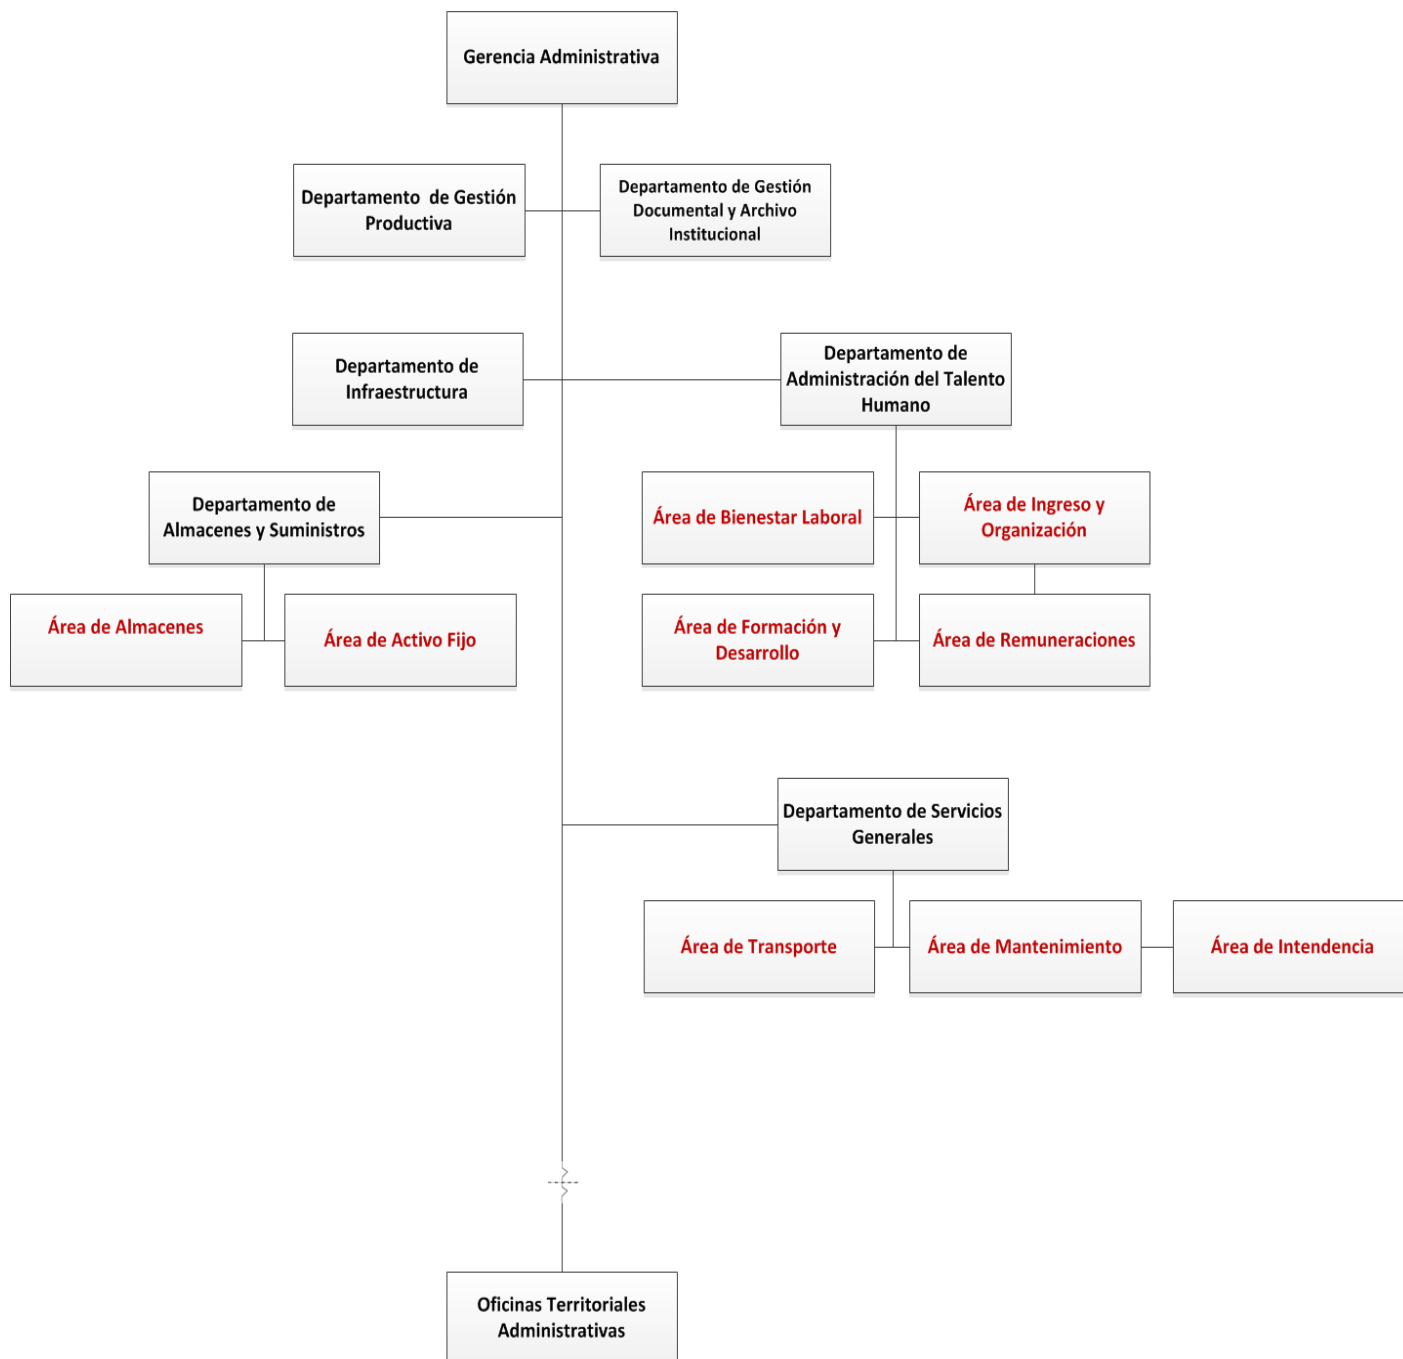 Gerencia Administrativa
Departamento de Gestión
Productiva
Departamento de Gestión
Documental y Archivo
Institucional
Departamento de
Infraestructura
Departamento de
Administración del Talento
Humano
Departamento de
Almacenes y Suministros
Área de Bienestar Laboral
Área de Ingreso y
Organización
Área de Almacenes
Área de Activo Fijo
Área de Formación y
Desarrollo
Área de Remuneraciones
Departamento de Servicios
Generales
Área de Transporte
Área de Mantenimiento
Área de Intendencia
Oficinas Territoriales
Administrativas